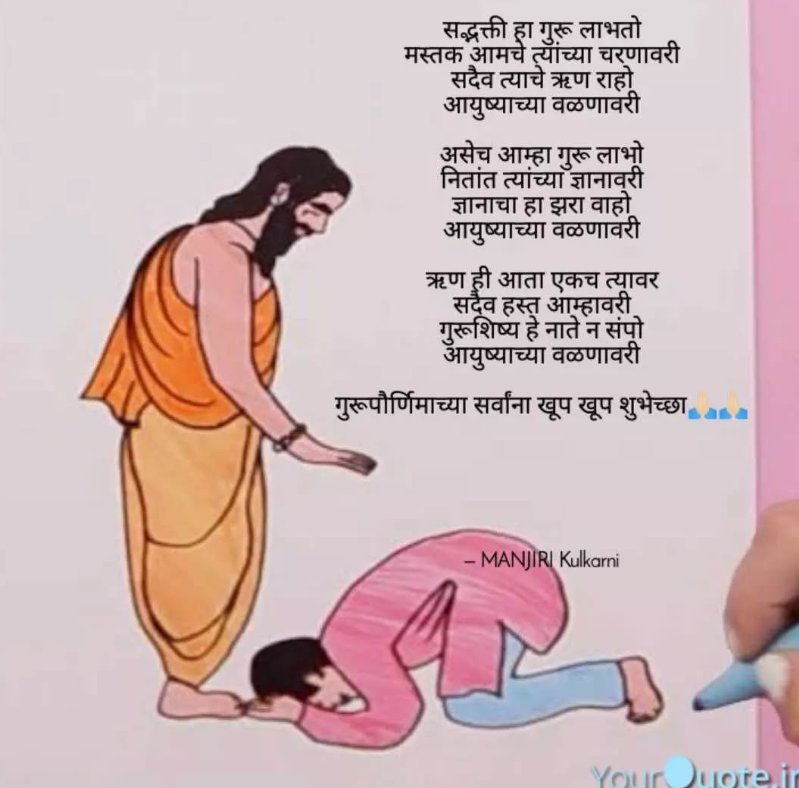 सद्भक्ती हा गुरू लाभतो
मस्तक आमचे त्यांच्या चरणावरी
सदैव त्याचे ऋण राहो
आयुष्याच्या वळणावरी
असेच आम्हा गुरू लाभो
नितांत त्यांच्या ज्ञानावरी
ज्ञानाचा हा झरा वाहो
आयुष्याच्या वळणावरी
ऋण ही आता एकच त्यावर
सदैव हस्त आम्हावरी
गुरूशिष्य हे नाते न संपो
आयुष्याच्या वळणावरी
गुरूपौर्णिमाच्या सर्वांना खूप खूप शुभेच्छा🙏🏻🙏🏻
– MANJIRI Kulkarni
YourQuote.in